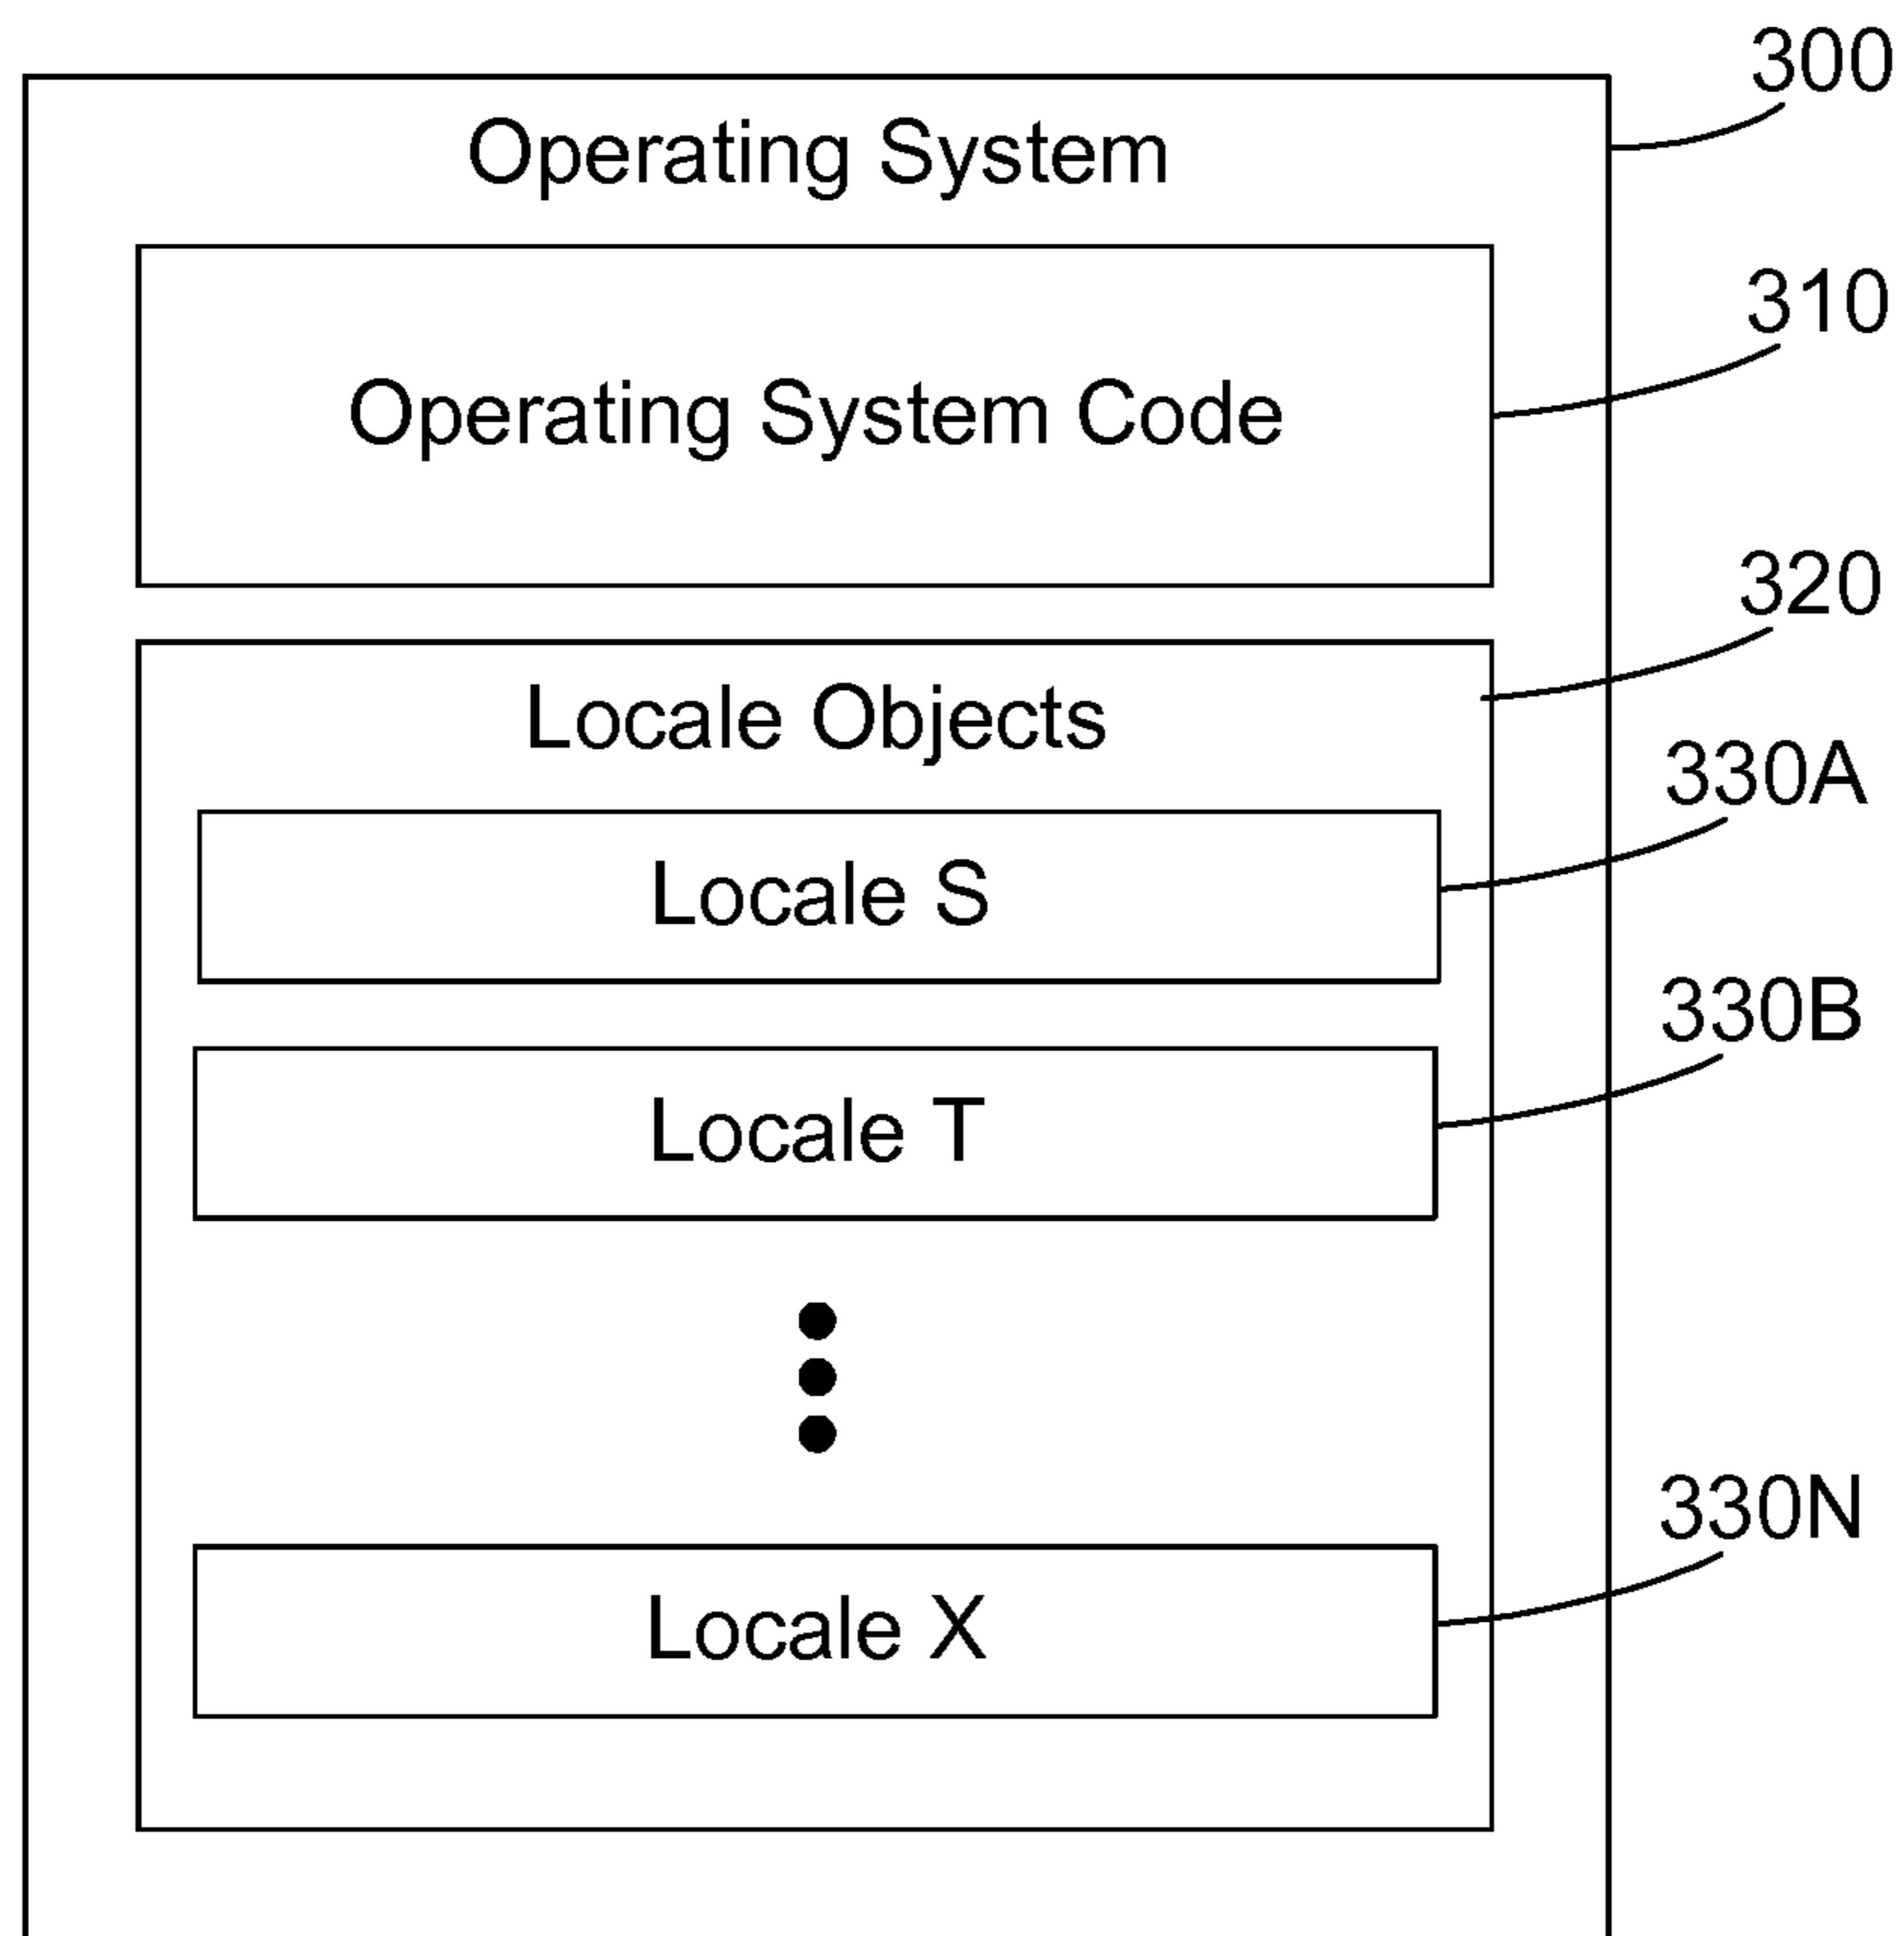 300
Operating System
310
Operating System Code
320
Locale Objects
330A
Locale S
330B
Locale T
330N
Locale X